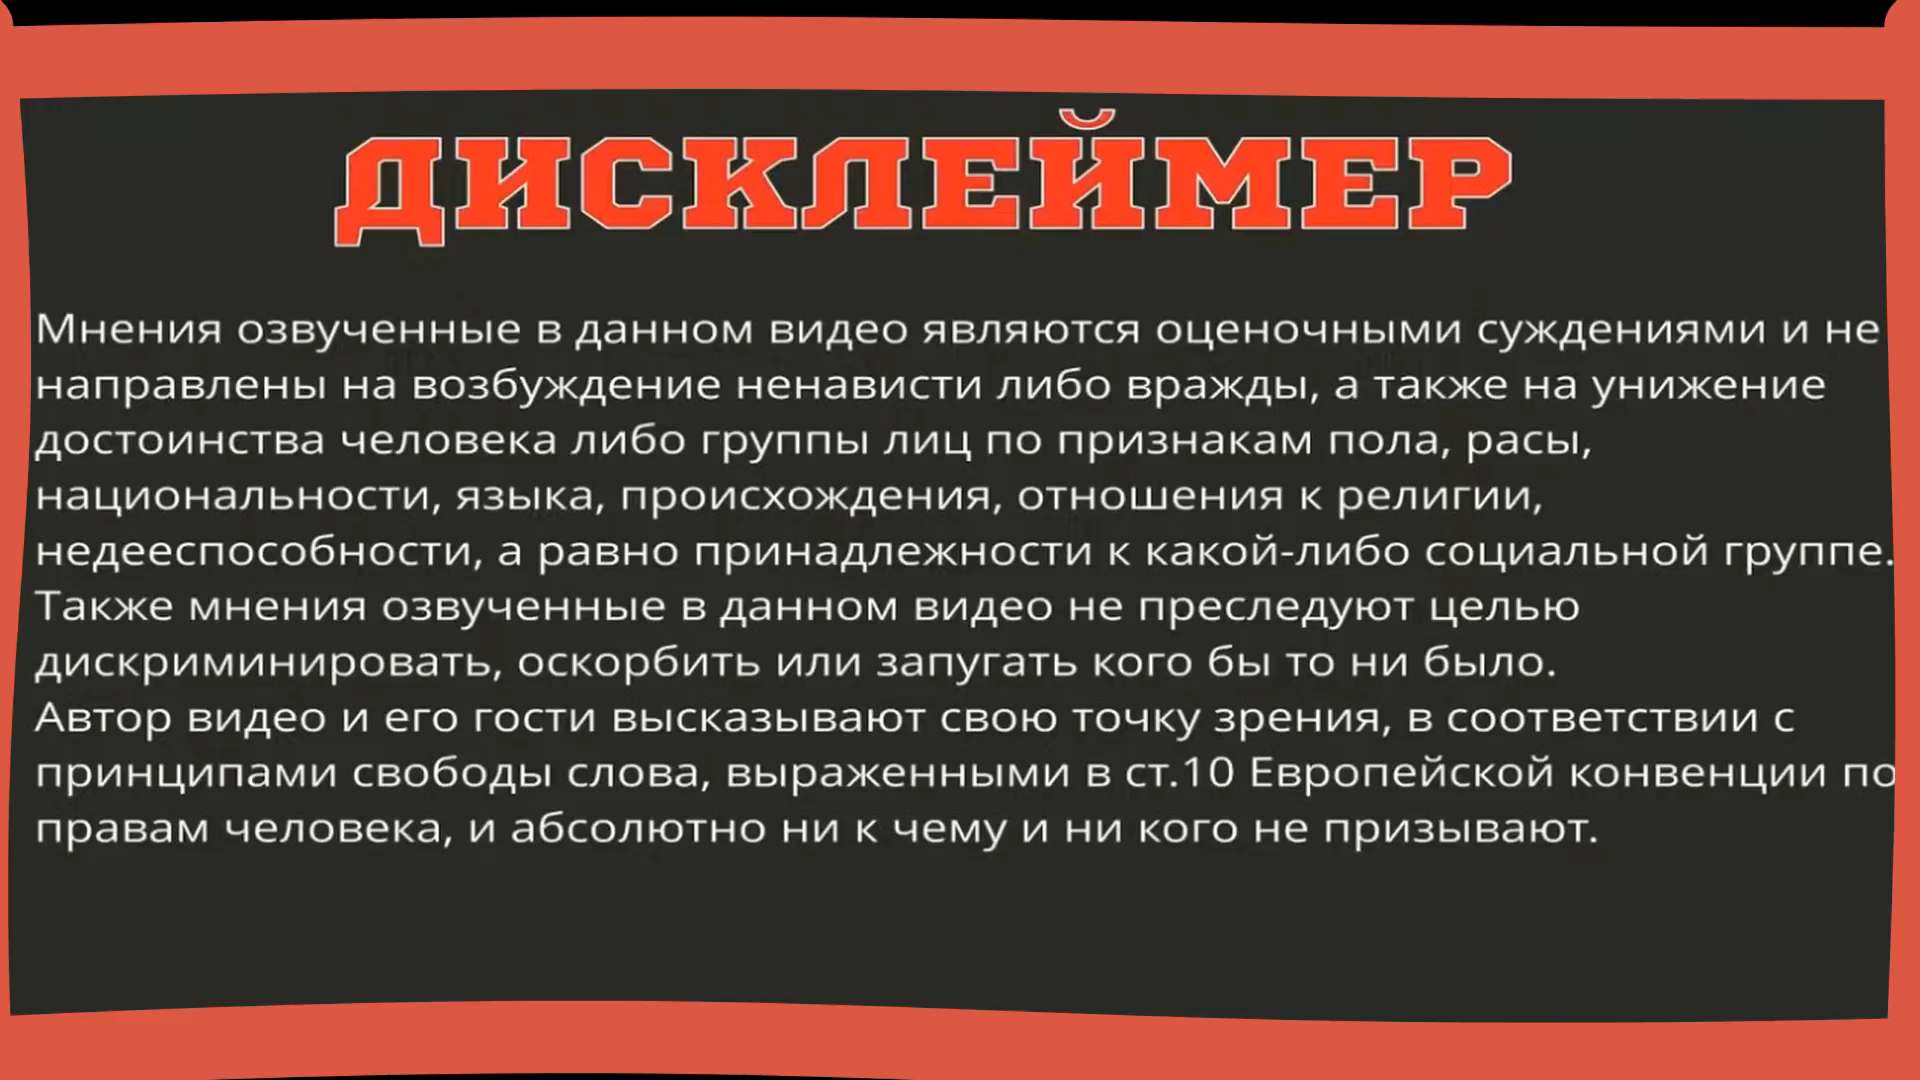 ДИСКЛЕЙМЕР
Мнения озвученные в данном видео являются оценочными суждениями и не
направлены на возбуждение ненависти либо вражды, а также на унижение
достоинства человека либо группы лиц по признакам пола, расы,
национальности, языка, происхождения, отношения к религии,
недееспособности, а равно принадлежности к какой-либо социальной группе.
Также мнения озвученные в данном видео не преследуют целью
дискриминировать, оскорбить или запугать кого бы то ни было.
Автор видео и его гости высказывают свою точку зрения, в соответствии с
принципами свободы слова, выраженными в ст.10 Европейской конвенции по
правам человека, и абсолютно ни к чему и ни кого не призывают.